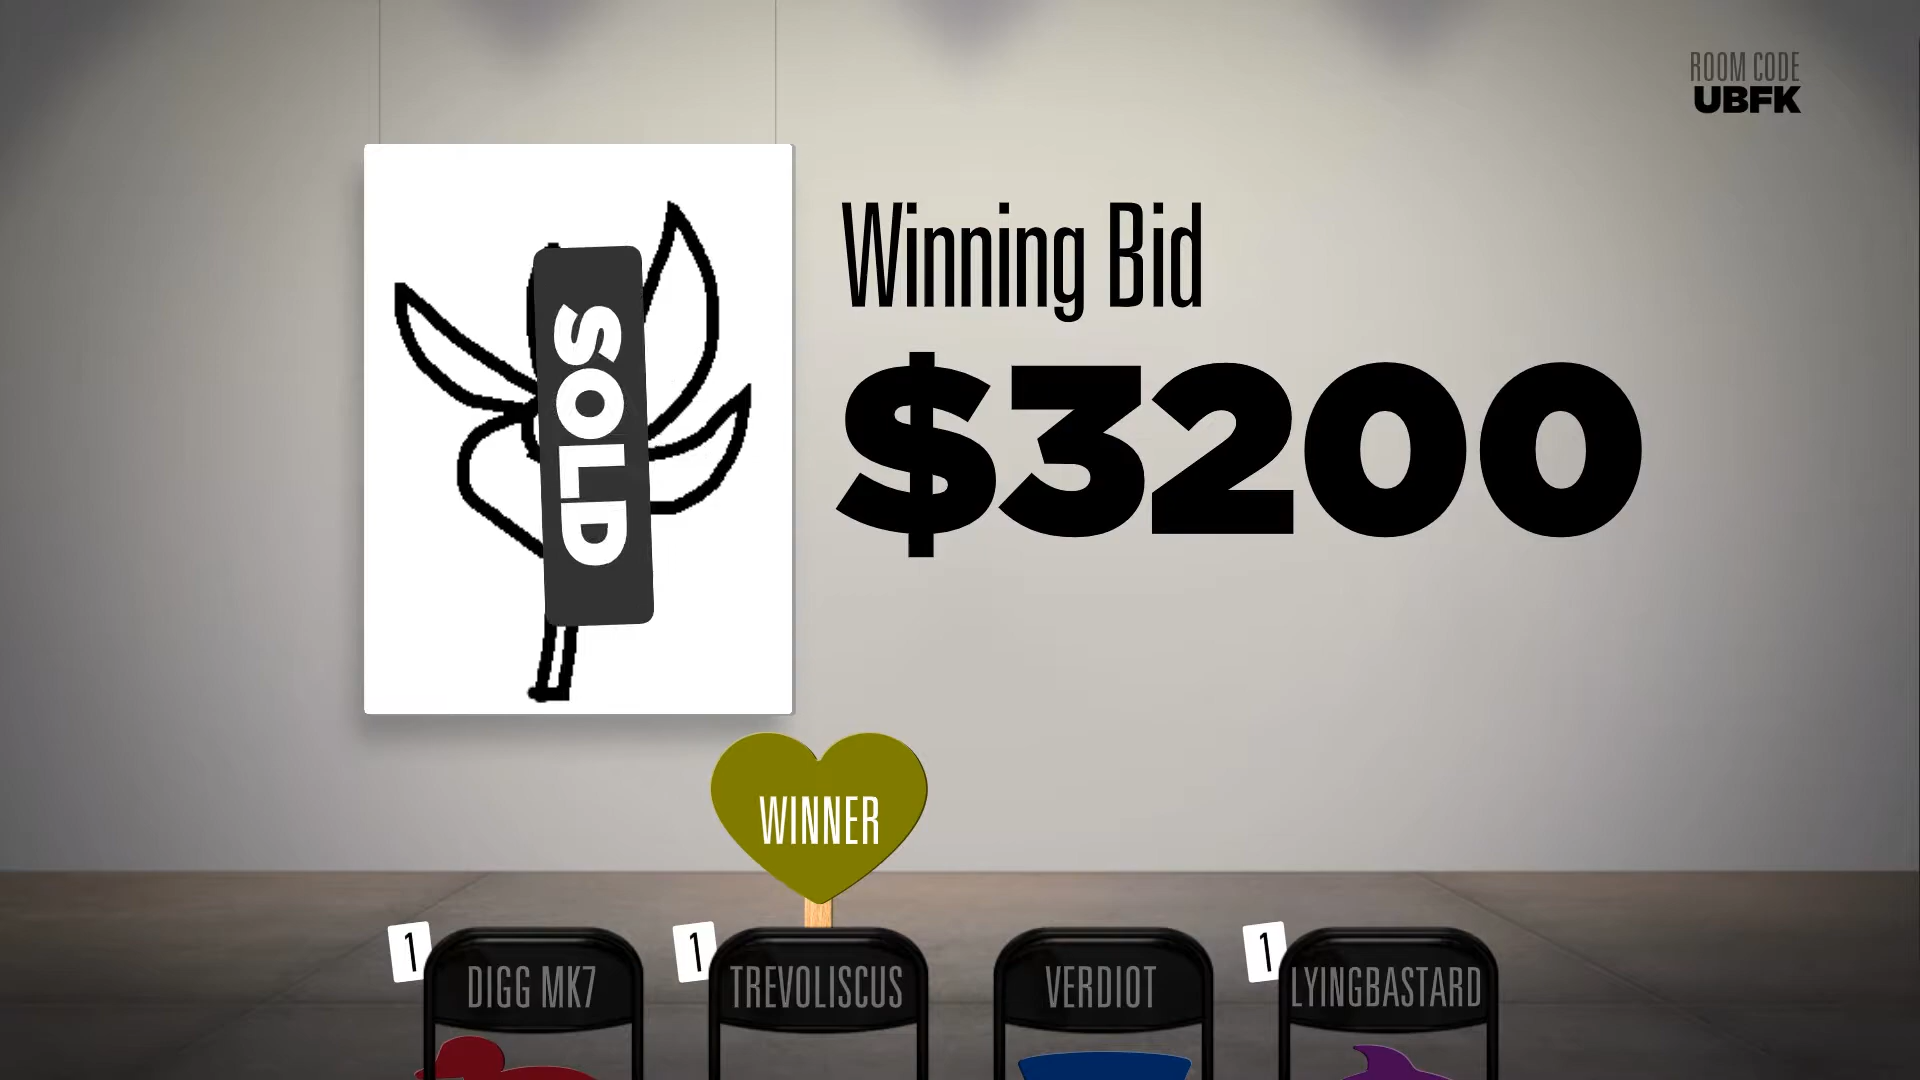 ROOM CODE
UBFK
Winning Bid
$3200
SOLD
WINNER
1
DIGG MK7
1
TREVOLISCUS
VERDIOT
1
LYINGBASTARD